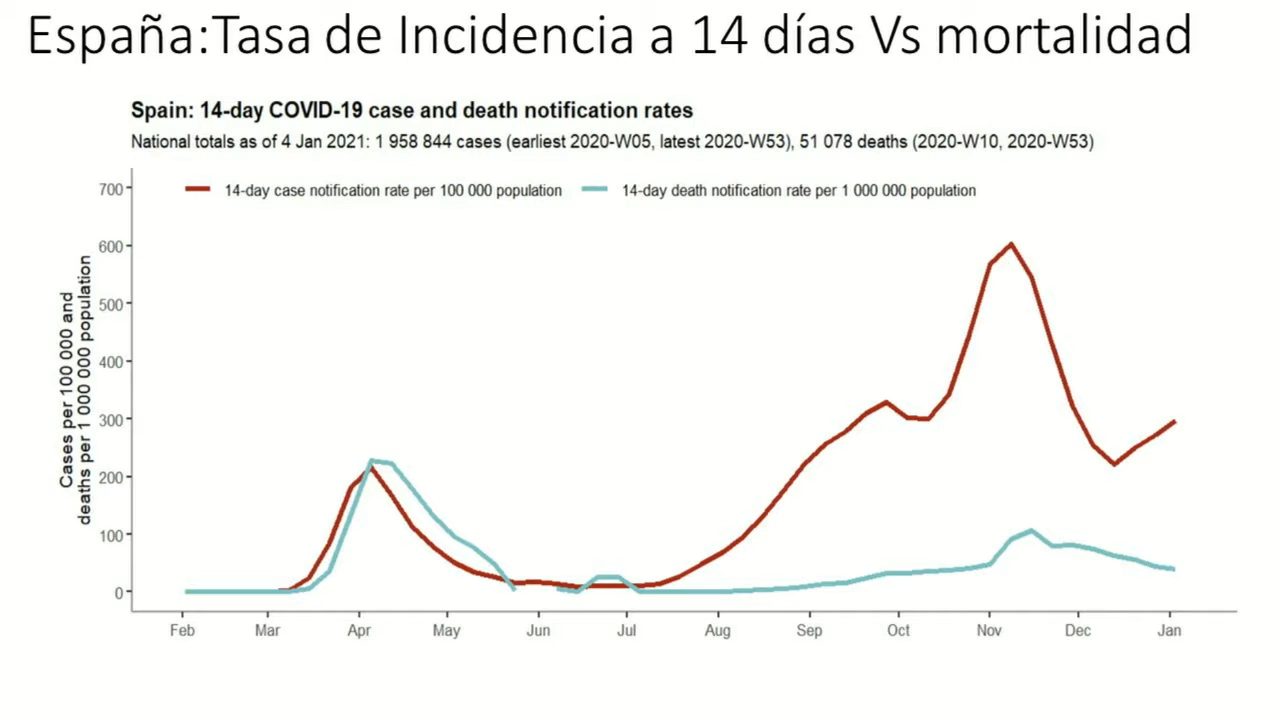 España:Tasa de Incidencia a 14 días Vs mortalidad
Spain: 14-day COVID-19 case and death notification rates
National totals as of 4 Jan 2021: 1 958 844 cases (earliest 2020-W05, latest 2020-W53), 51 078 deaths (2020-W10, 2020-W53)
14-day case notification rate per 100 000 population
14-day death notification rate per 1 000 000 population
Cases per 100 000 and
deaths per 1 000 000 population
700
600
500
400
300
200
100
0
Feb Mar Apr May Jun Jul Aug Sep Oct Nov Dec Jan